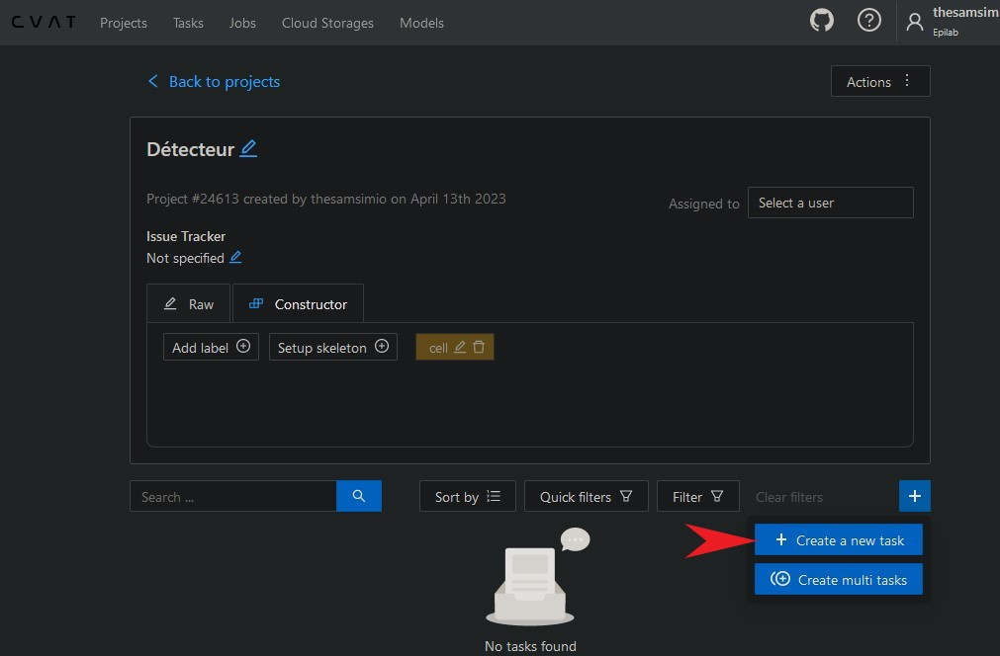 CVAT Projects Tasks Jobs Cloud Storages Models thesamsim
Epilab
Back to projects Actions
Détecteur
Project #24613 created by thesamsimio on April 13th 2023
Assigned to Select a user
Issue Tracker
Not specified
Raw Constructor
Add label Setup skeleton cell
Search ... Sort by Quick filters Filter Clear filters
Create a new task
Create multi tasks
No tasks found